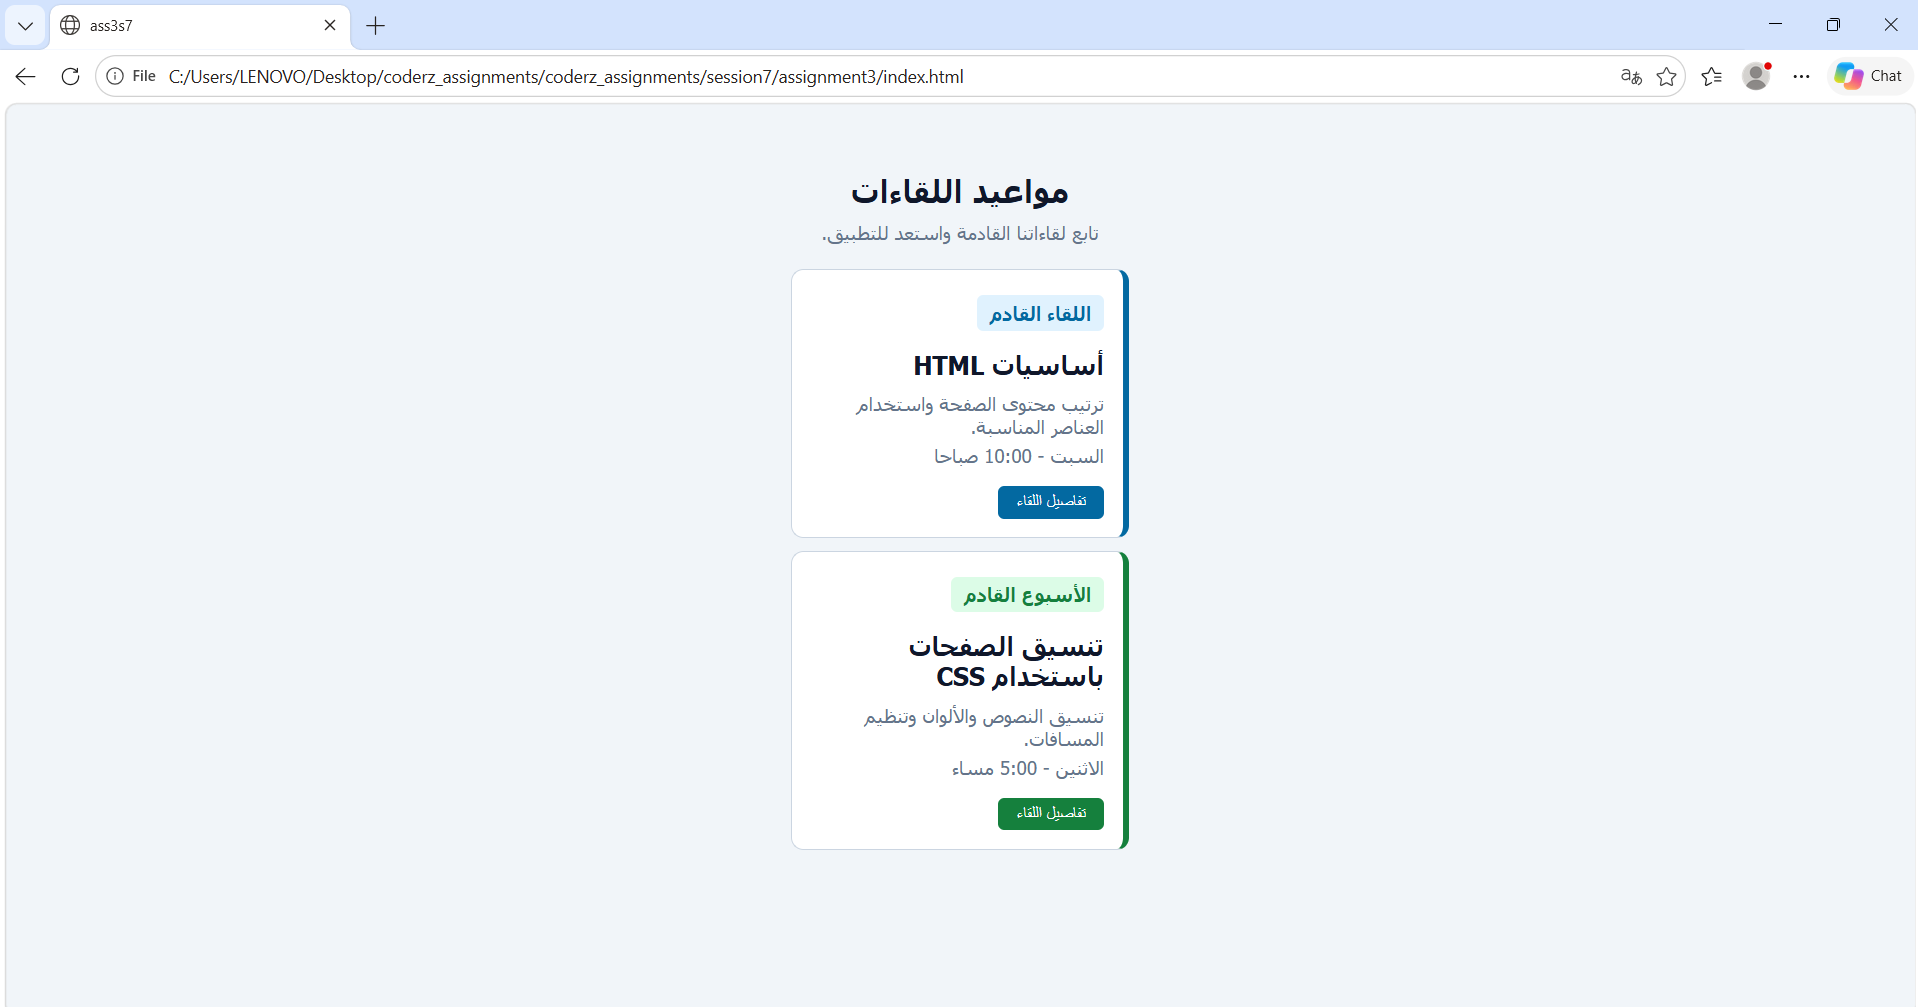 ass3s7
File C:/Users/LENOVO/Desktop/coderz_assignments/coderz_assignments/session7/assignment3/index.html
Chat
مواعيد اللقاءات
تابع لقاءاتنا القادمة واستعد للتطبيق.
اللقاء القادم
أساسيات HTML
ترتيب محتوى الصفحة واستخدام
العناصر المناسبة.
السبت - 10:00 صباحا
تفاصيل اللقاء
الأسبوع القادم
تنسيق الصفحات
باستخدام CSS
تنسيق النصوص والألوان وتنظيم
المسافات.
الاثنين - 5:00 مساء
تفاصيل اللقاء